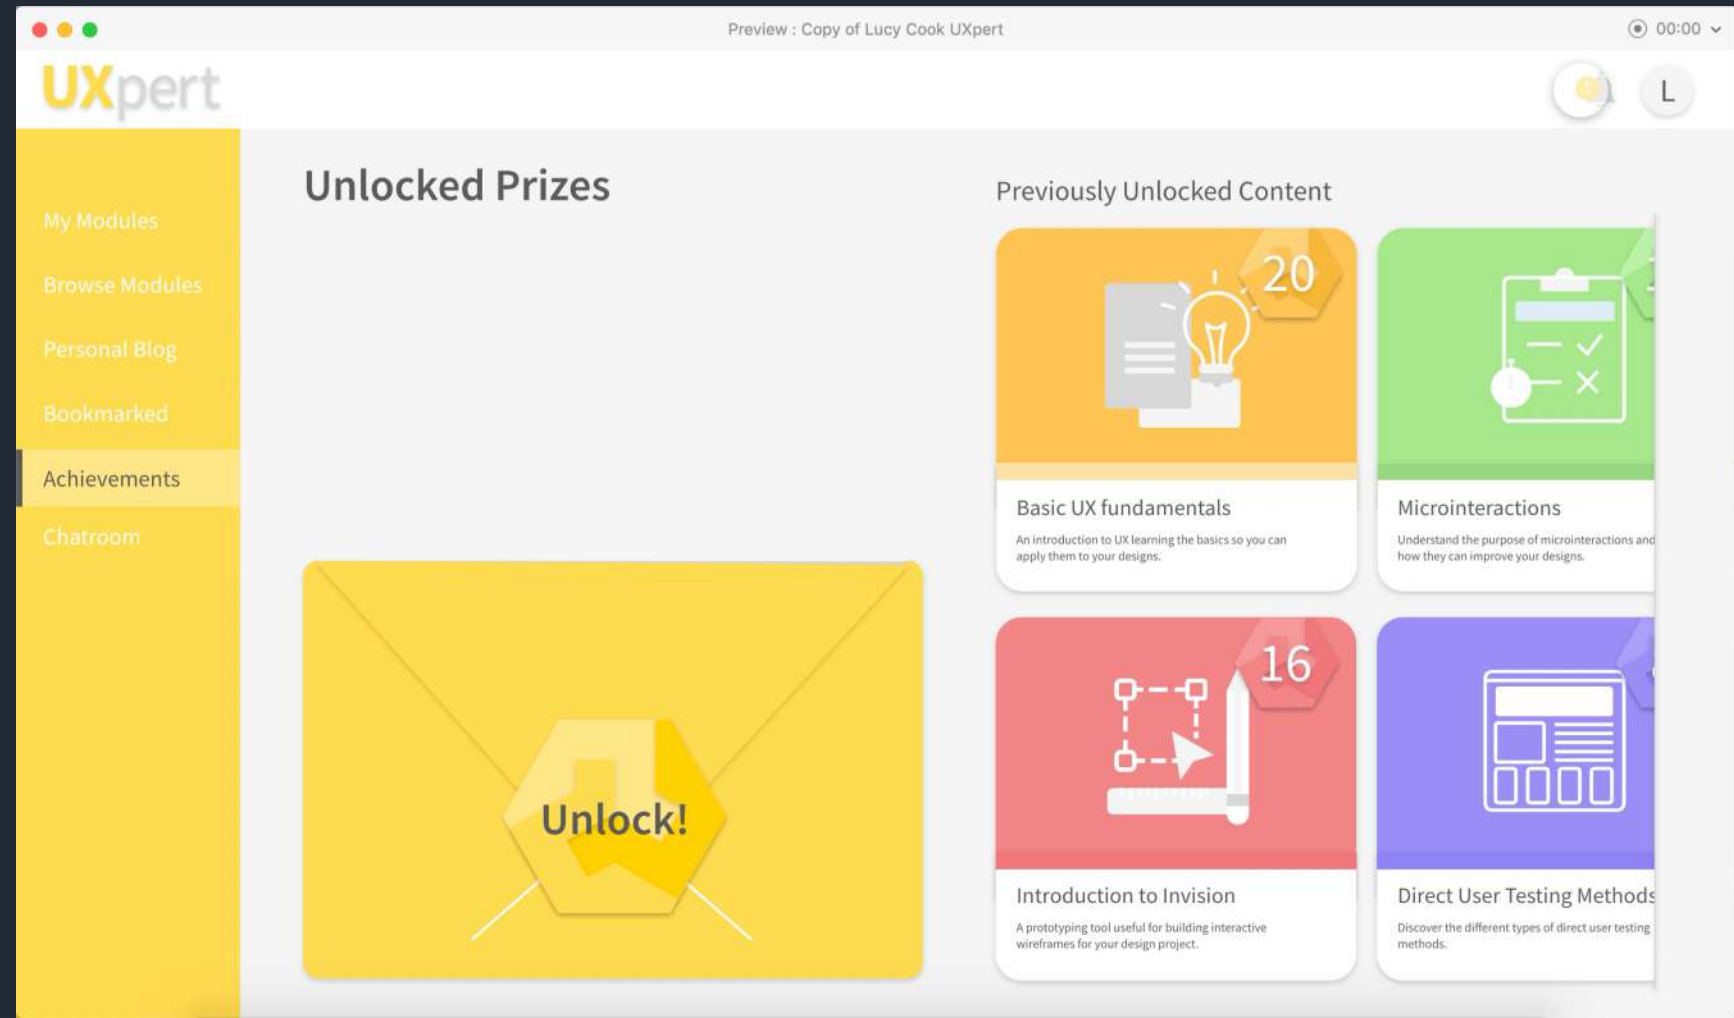 Preview : Copy of Lucy Cook UXpert
00:00
UXpert
L
My Modules
Browse Modules
Personal Blog
Bookmarked
Achievements
Chatroom
Unlocked Prizes
Unlock!
Previously Unlocked Content
20
Basic UX fundamentals
An introduction to UX learning the basics so you can
apply them to your designs.
Microinteractions
Understand the purpose of microinteractions and
how they can improve your designs.
16
Introduction to Invision
A prototyping tool useful for building interactive
wireframes for your design project.
Direct User Testing Methods
Discover the different types of direct user testing
methods.